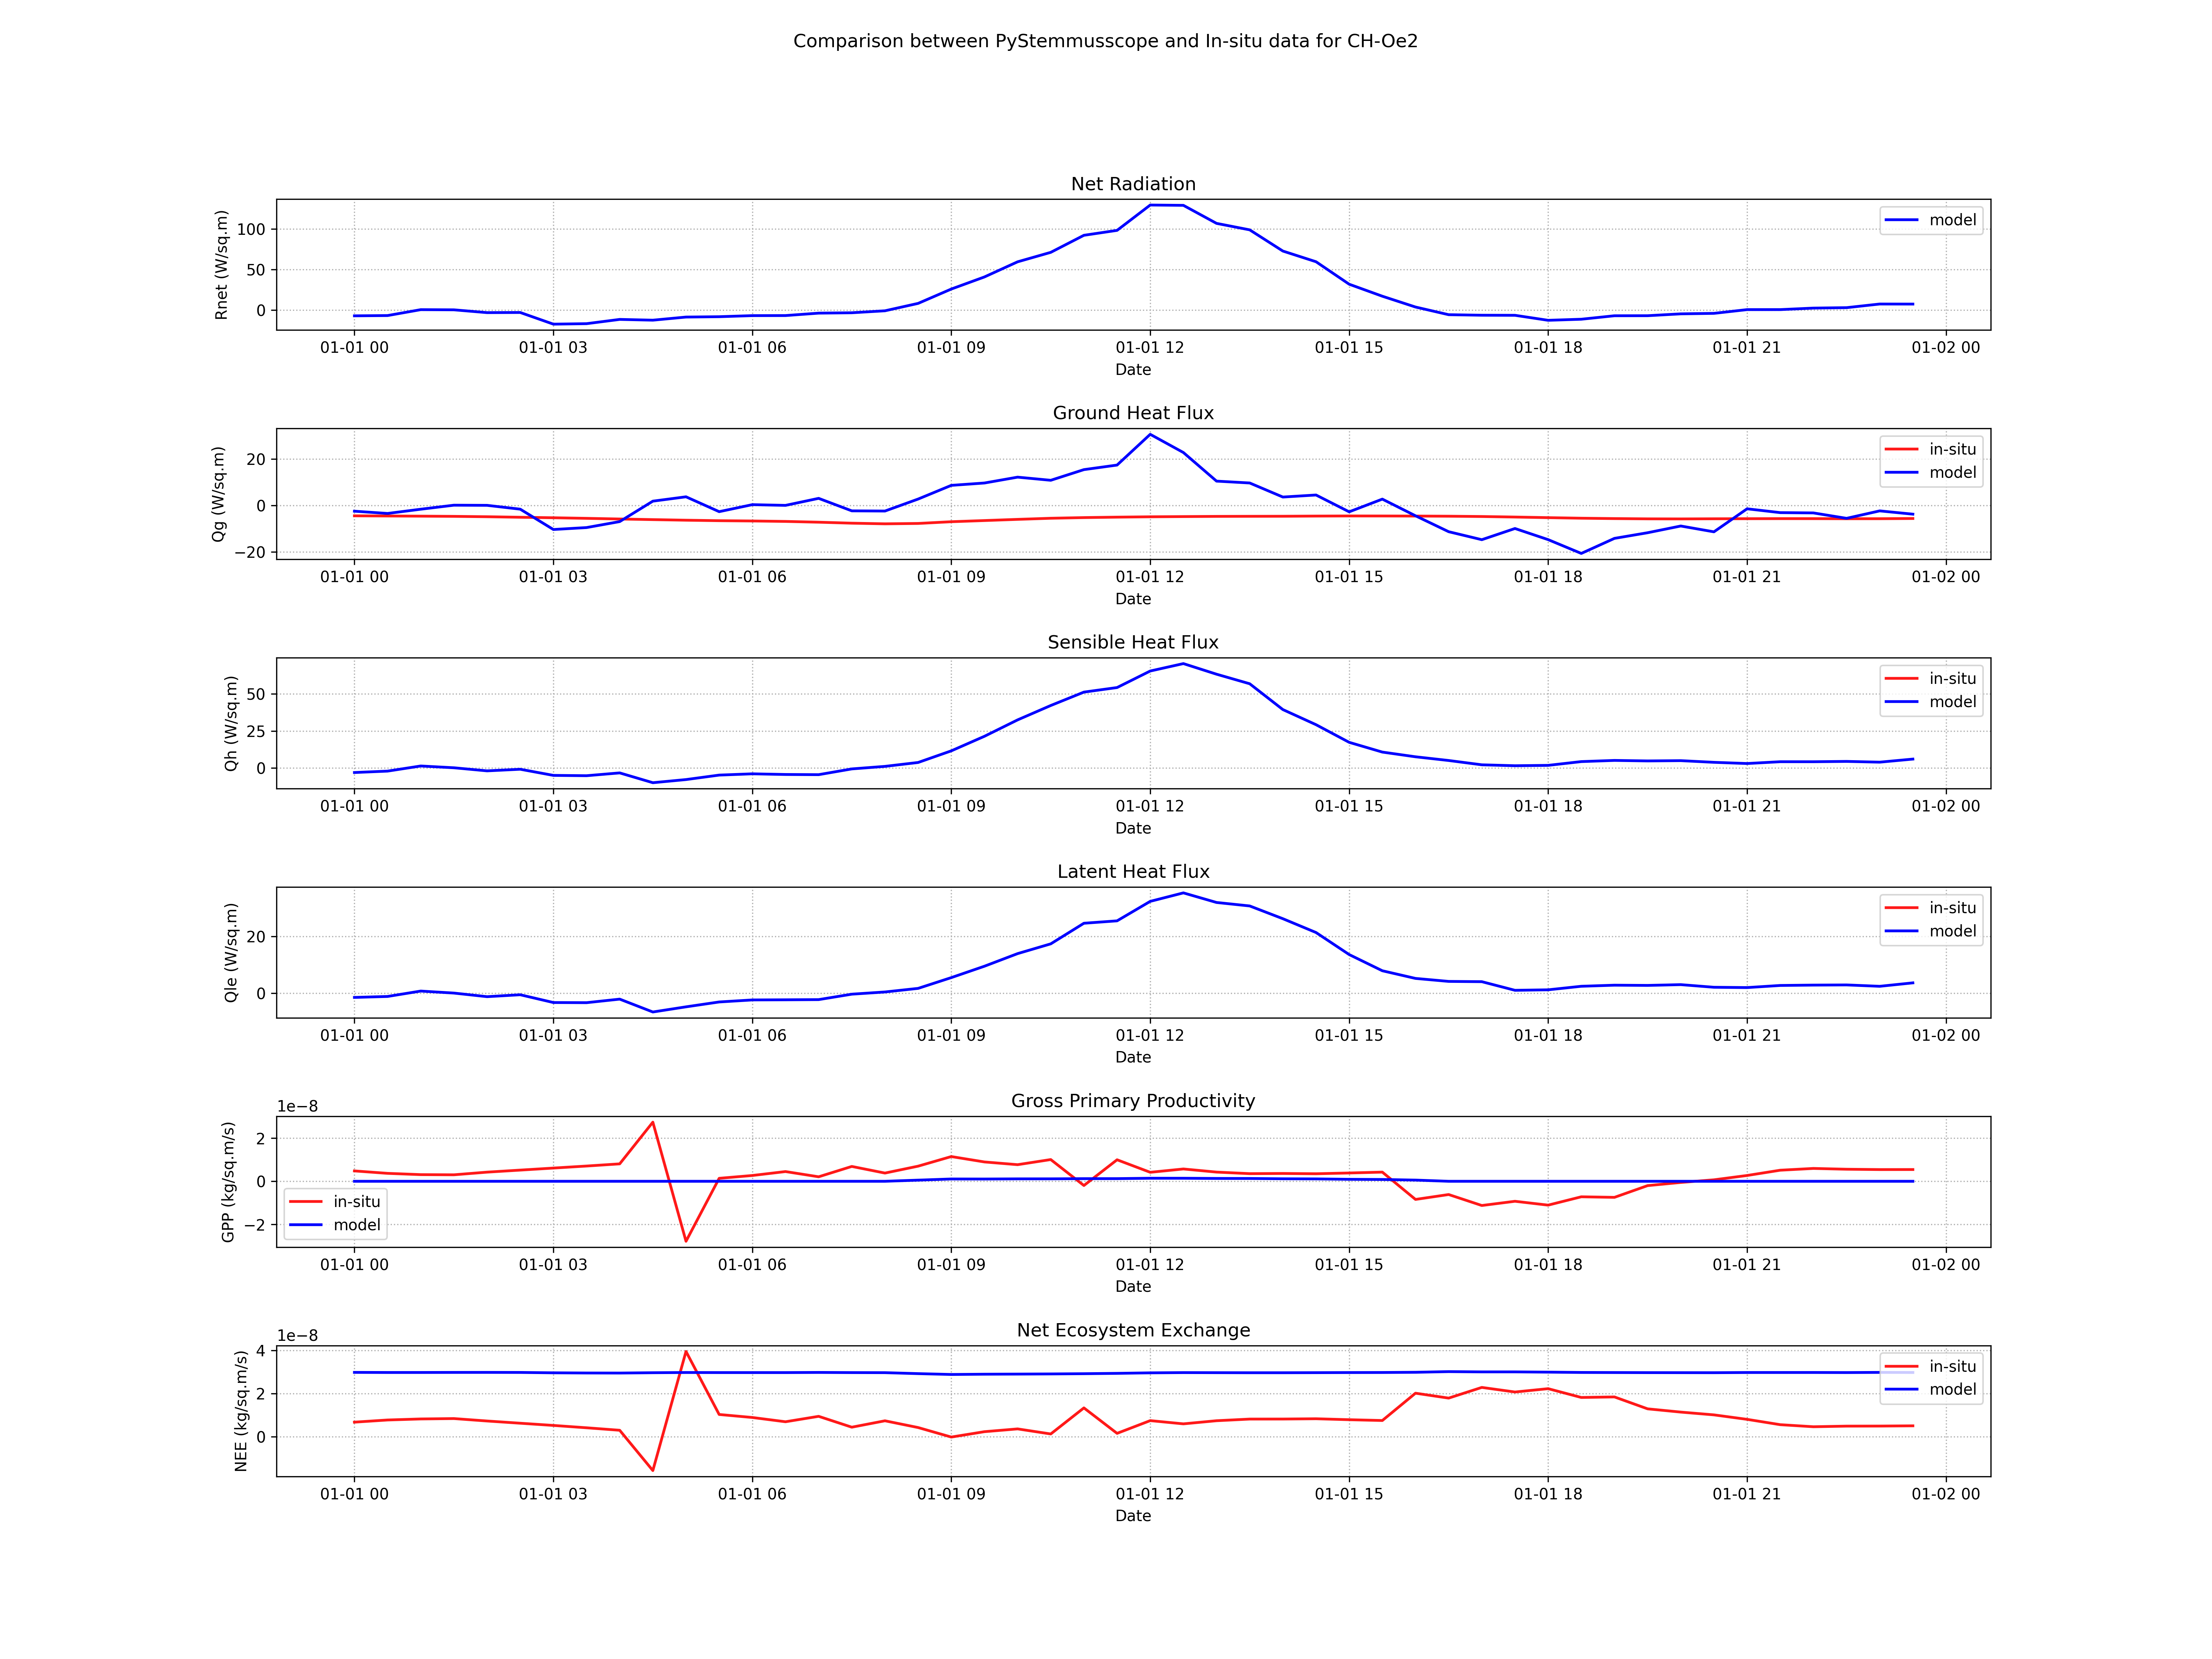 Comparison between PyStemmusscope and In-situ data for CH-Oe2
Net Radiation
Rnet (W/sq.m)
100
50
0
model
01-01 00 01-01 03 01-01 06 01-01 09 01-01 12 01-01 15 01-01 18 01-01 21 01-02 00
Date
Ground Heat Flux
Qg (W/sq.m)
20
0
−20
in-situ
model
01-01 00 01-01 03 01-01 06 01-01 09 01-01 12 01-01 15 01-01 18 01-01 21 01-02 00
Date
Sensible Heat Flux
Qh (W/sq.m)
50
25
0
in-situ
model
01-01 00 01-01 03 01-01 06 01-01 09 01-01 12 01-01 15 01-01 18 01-01 21 01-02 00
Date
Latent Heat Flux
Qle (W/sq.m)
20
0
in-situ
model
01-01 00 01-01 03 01-01 06 01-01 09 01-01 12 01-01 15 01-01 18 01-01 21 01-02 00
Date
1e−8
Gross Primary Productivity
GPP (kg/sq.m/s)
2
0
−2
in-situ
model
01-01 00 01-01 03 01-01 06 01-01 09 01-01 12 01-01 15 01-01 18 01-01 21 01-02 00
Date
1e−8
Net Ecosystem Exchange
NEE (kg/sq.m/s)
4
2
0
in-situ
model
01-01 00 01-01 03 01-01 06 01-01 09 01-01 12 01-01 15 01-01 18 01-01 21 01-02 00
Date